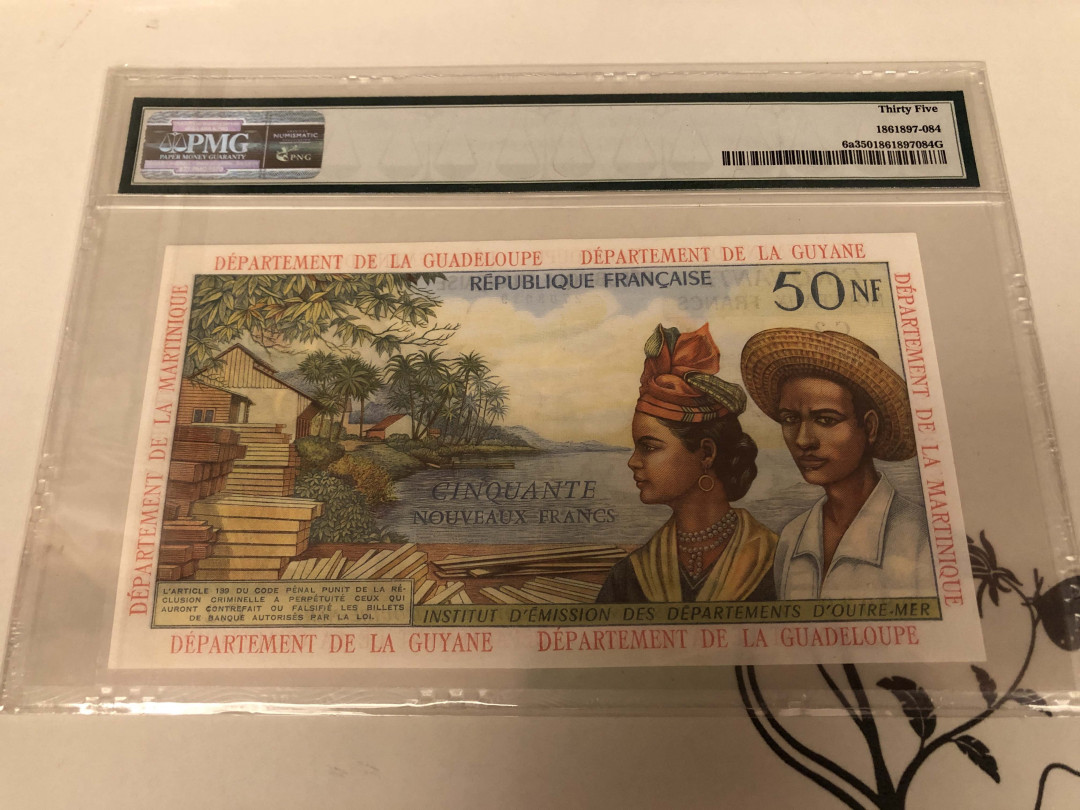 Thirty Five
1861897-084
6a3501861897084G
PMG
PAPER MONEY GUARANTY
NUMISMATIC
PNG
DÉPARTEMENT DE LA GUADELOUPE DÉPARTEMENT DE LA GUYANE
RÉPUBLIQUE FRANÇAISE
50 NF
DÉPARTEMENT DE LA MARTINIQUE
DÉPARTEMENT DE LA MARTINIQUE
CINQUANTE
NOUVEAUX FRANCS
L'ARTICLE 139 DU CODE PÉNAL PUNIT DE LA RÉ-
CLUSION CRIMINELLE A PERPÉTUITÉ CEUX QUI
AURONT CONTREFAIT OU FALSIFIÉ LES BILLETS
DE BANQUE AUTORISÉS PAR LA LOI.
INSTITUT D'ÉMISSION DES DÉPARTEMENTS D'OUTRE-MER
DÉPARTEMENT DE LA GUYANE DÉPARTEMENT DE LA GUADELOUPE